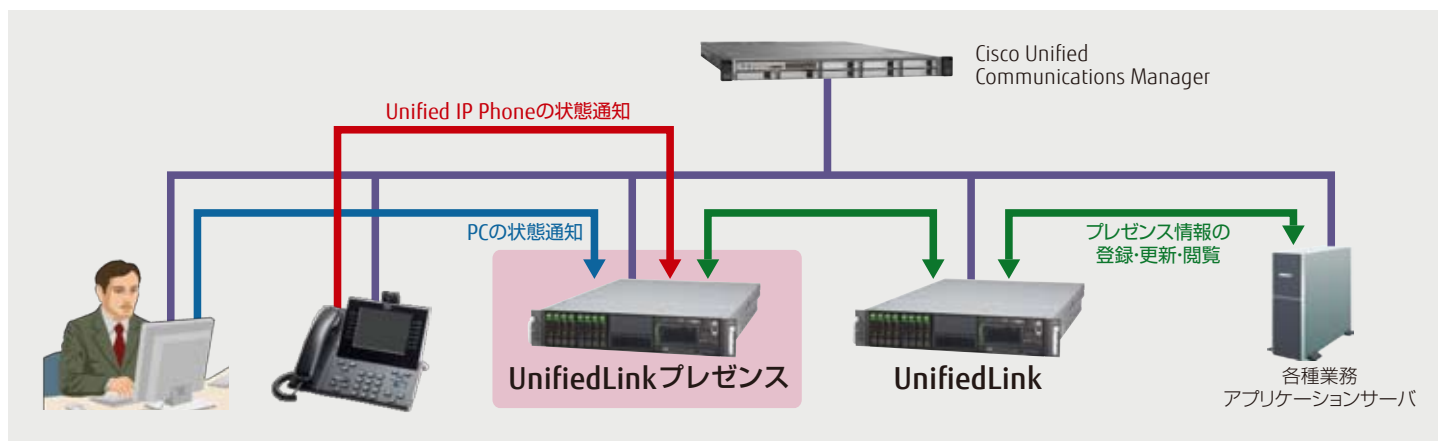 Cisco Unified
Communications Manager
Unified IP Phoneの状態通知
PCの状態通知
プレゼンス情報の
登録・更新・閲覧
UnifiedLinkプレゼンス
UnifiedLink
各種業務
アプリケーションサーバ